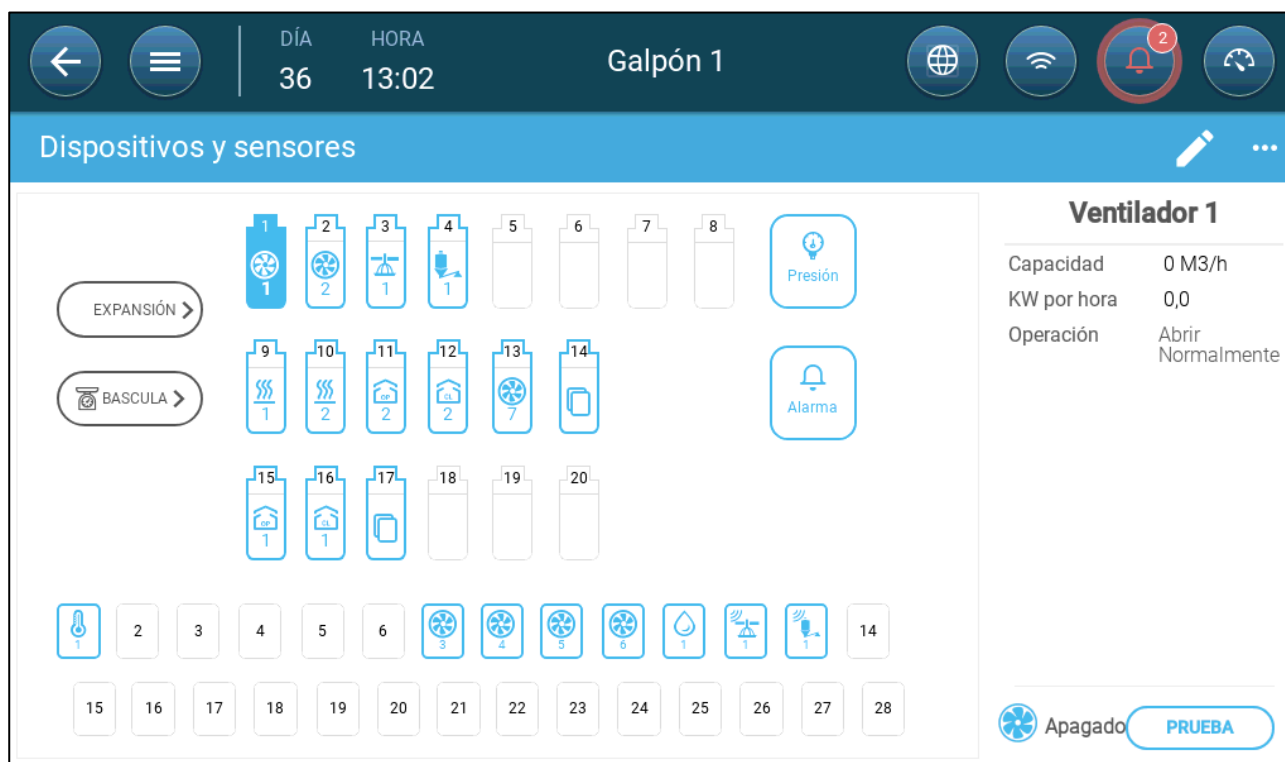 DÍA HORA
36 13:02
Galpón 1
2
Dispositivos y sensores
1 2 3 4 5 6 7 8
1 2 1 1
Presión
EXPANSIÓN
9 10 11 12 13 14
OP CL
1 2 2 2 7
BASCULA
Alarma
15 16 17 18 19 20
OP CL
1 1
1 2 3 4 5 6 3 4 5 6 1 1 1 14
15 16 17 18 19 20 21 22 23 24 25 26 27 28
Ventilador 1
Capacidad 0 M3/h
KW por hora 0,0
Operación Abrir
Normalmente
Apagado PRUEBA